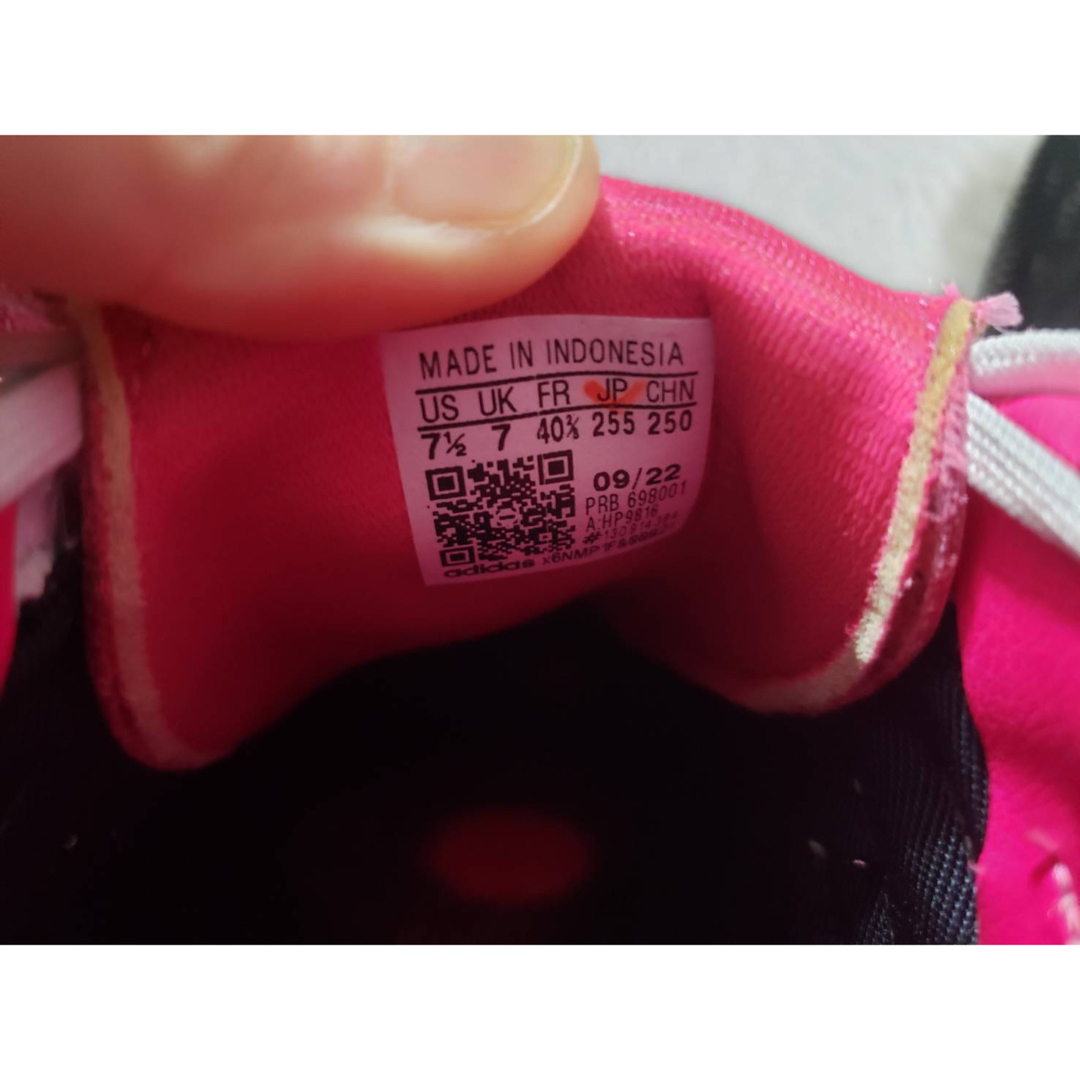 MADE IN INDONESIA
US UK FR JP CHN
7½ 7 40⅔ 255 250
09/22
PRB 698001
A:HP9816
adidas